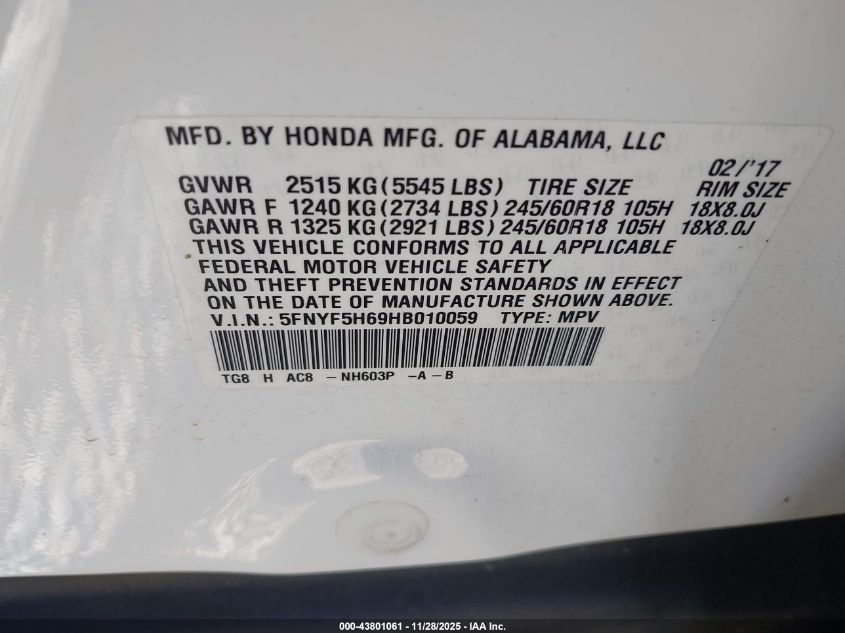 MFD. BY HONDA MFG. OF ALABAMA, LLC
02/'17
GVWR 2515 KG (5545 LBS) TIRE SIZE RIM SIZE
GAWR F 1240 KG (2734 LBS) 245/60R18 105H 18X8.0J
GAWR R 1325 KG (2921 LBS) 245/60R18 105H 18X8.0J
THIS VEHICLE CONFORMS TO ALL APPLICABLE
FEDERAL MOTOR VEHICLE SAFETY
AND THEFT PREVENTION STANDARDS IN EFFECT
ON THE DATE OF MANUFACTURE SHOWN ABOVE.
V.I.N.: 5FNYF5H69HB010059 TYPE: MPV
TG8 H AC8 - NH603P -A - B
000-43801061 - 11/28/2025 - IAA Inc.